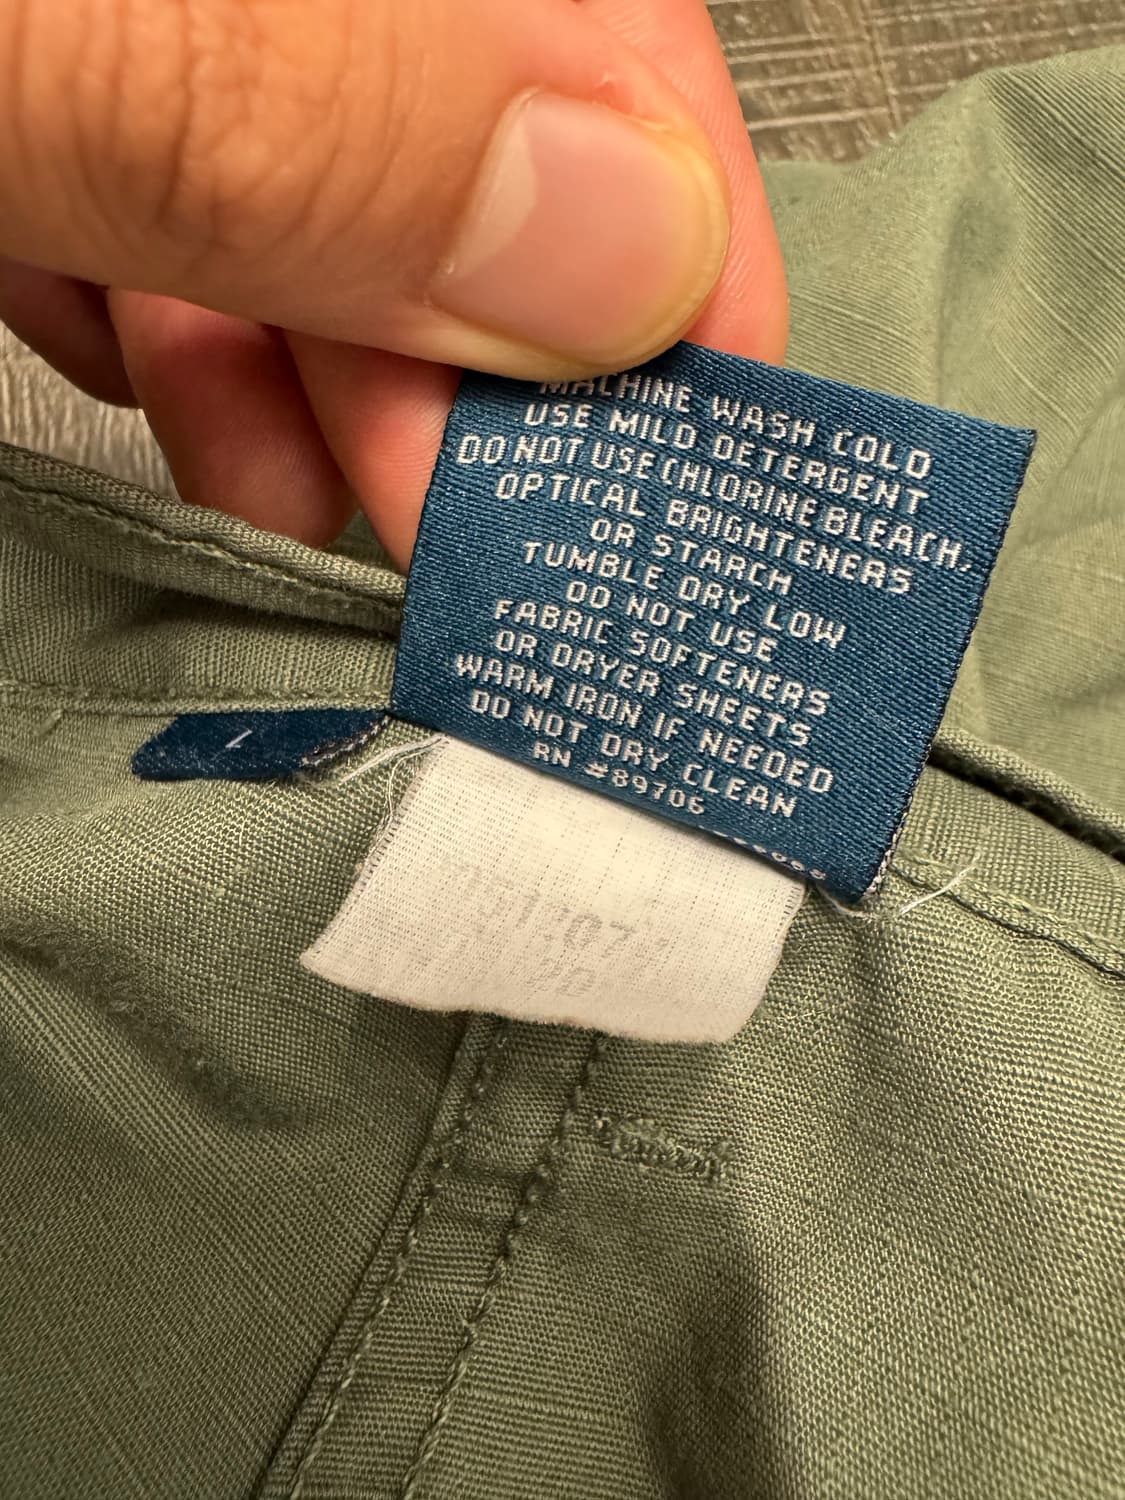 MACHINE WASH COLD
USE MILD DETERGENT
DO NOT USE CHLORINE BLEACH,
OPTICAL BRIGHTENERS
OR STARCH
TUMBLE DRY LOW
DO NOT USE
FABRIC SOFTENERS
OR DRYER SHEETS
WARM IRON IF NEEDED
DO NOT DRY CLEAN
RN #89706